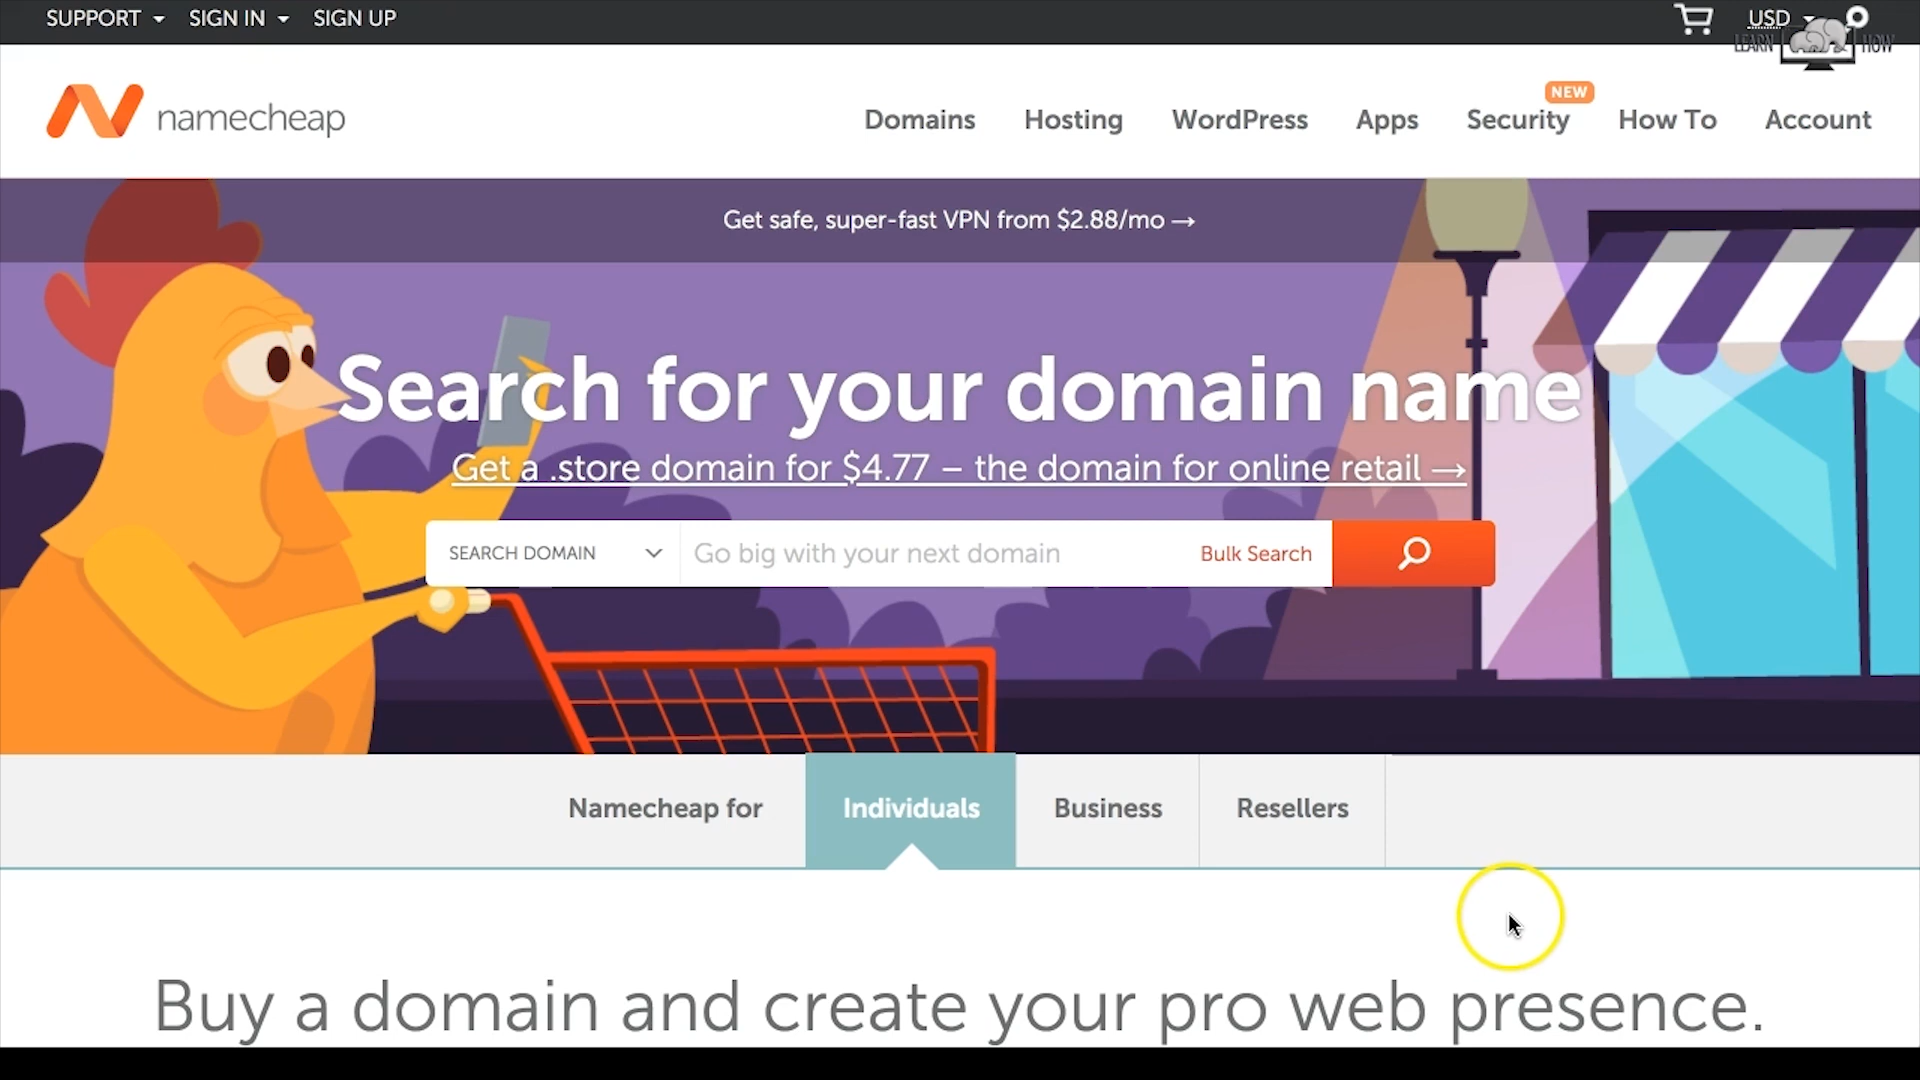 SUPPORT SIGN IN SIGN UP USD
LEARN HOW
NEW
namecheap Domains Hosting WordPress Apps Security How To Account
Get safe, super-fast VPN from $2.88/mo →
Search for your domain name
Get a .store domain for $4.77 – the domain for online retail →
SEARCH DOMAIN Go big with your next domain Bulk Search
Namecheap for Individuals Business Resellers
Buy a domain and create your pro web presence.